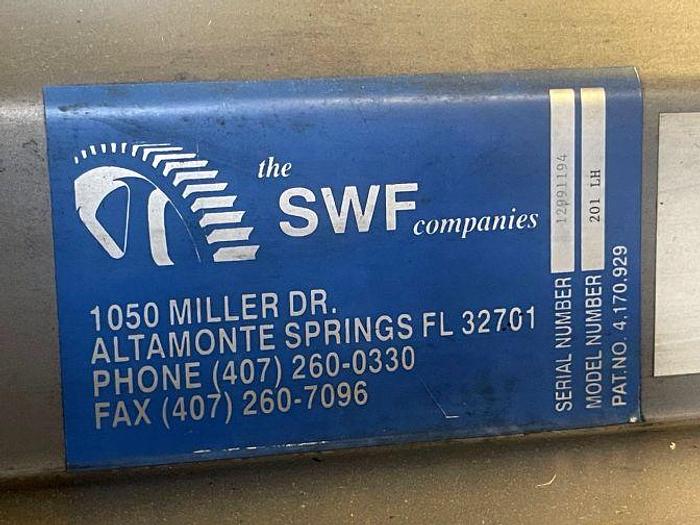 the
SWF companies
1050 MILLER DR.
ALTAMONTE SPRINGS FL 32701
PHONE (407) 260-0330
FAX (407) 260-7096
SERIAL NUMBER 12991194
MODEL NUMBER 201 LH
PAT.NO. 4.170.929